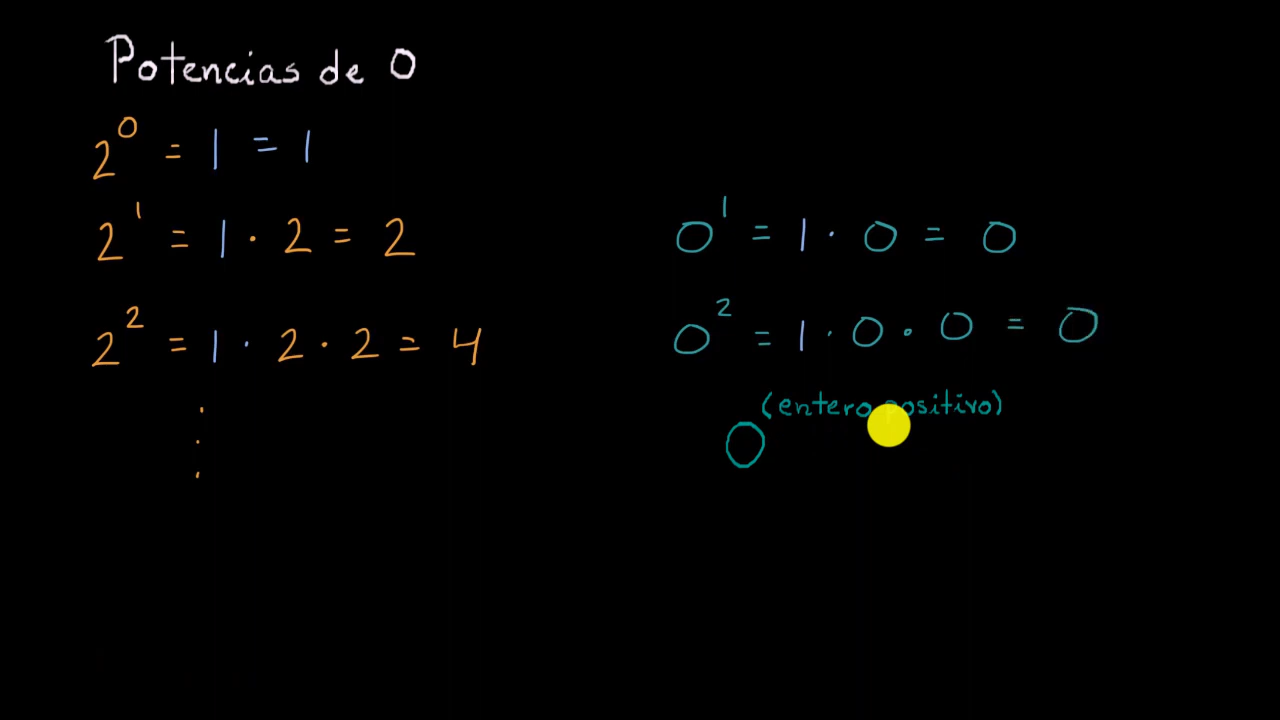 Potencias de 0
2⁰ = 1 = 1
2¹ = 1 · 2 = 2
0¹ = 1 · 0 = 0
2² = 1 · 2 · 2 = 4
0² = 1 · 0 · 0 = 0
(entero positivo)
0